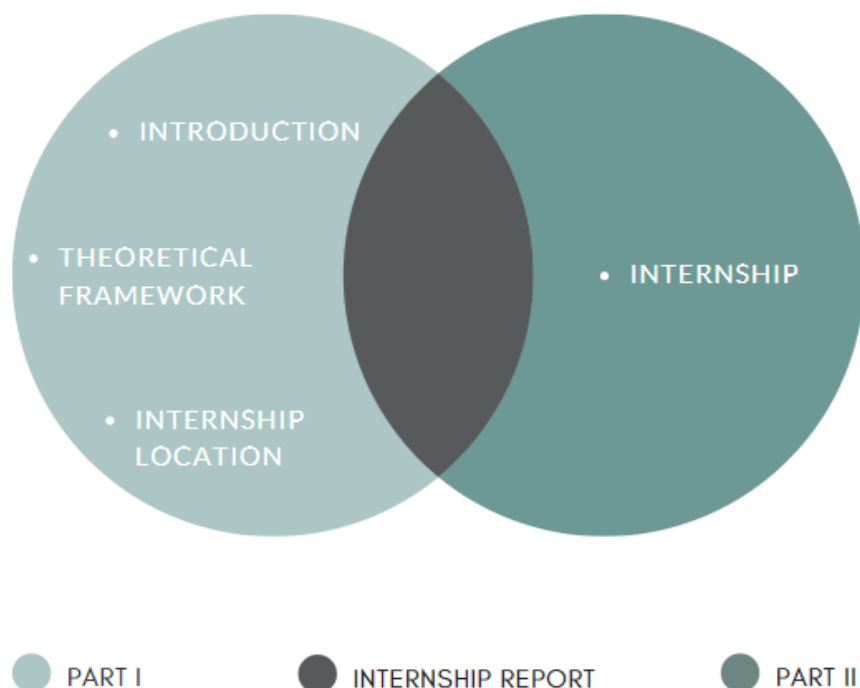 • INTRODUCTION
• THEORETICAL
FRAMEWORK
• INTERNSHIP
• INTERNSHIP
LOCATION
PART I
INTERNSHIP REPORT
PART II